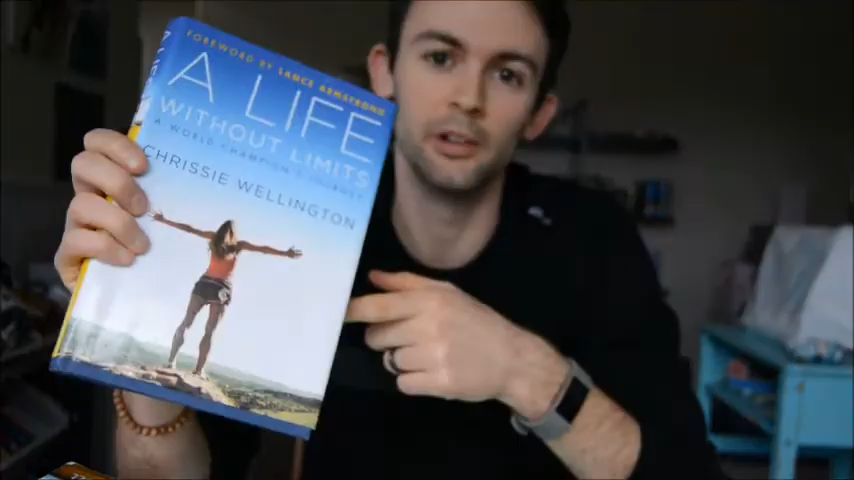 FOREWORD BY LANCE ARMSTRONG
A LIFE
WITHOUT LIMITS
A WORLD CHAMPION'S JOURNEY
CHRISSIE WELLINGTON